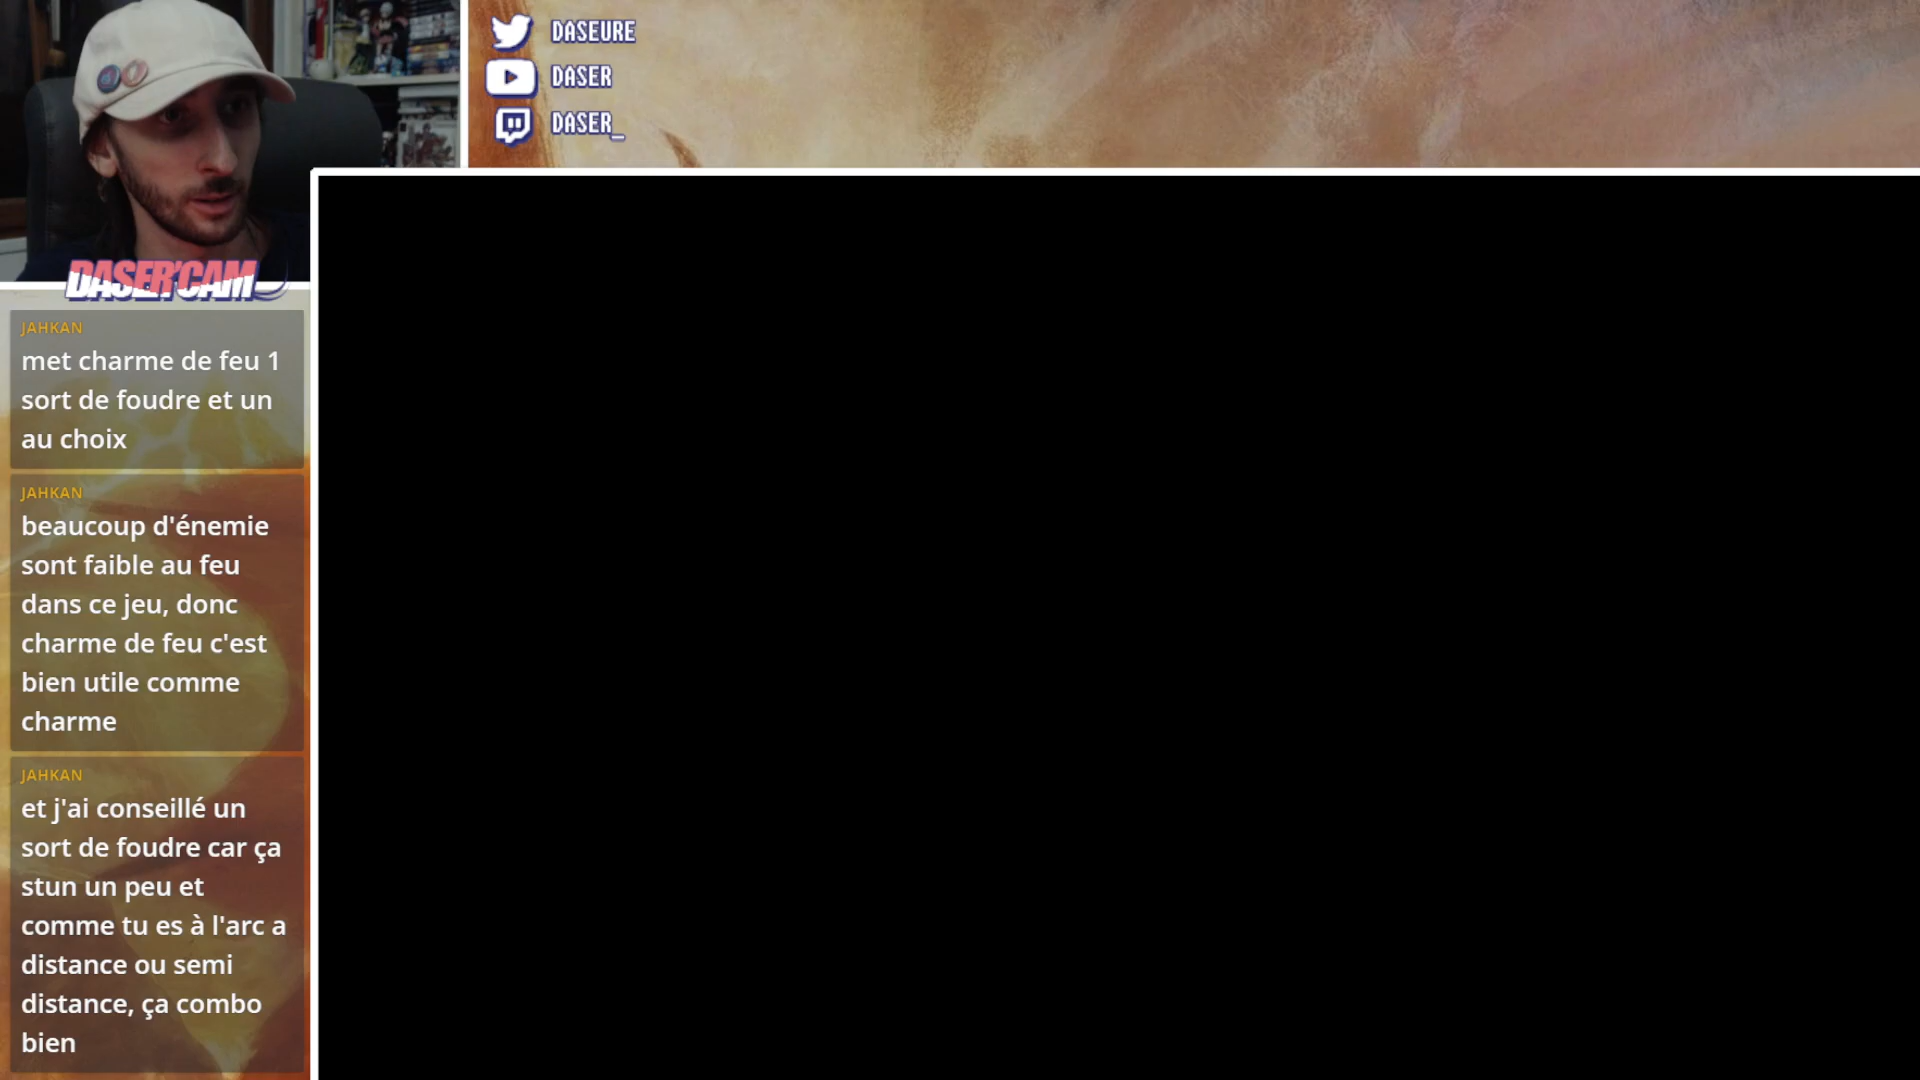 DASEURE
DASER
DASER_
DASER'CAM
JAHKAN
met charme de feu 1
sort de foudre et un
au choix
JAHKAN
beaucoup d'énemie
sont faible au feu
dans ce jeu, donc
charme de feu c'est
bien utile comme
charme
JAHKAN
et j'ai conseillé un
sort de foudre car ça
stun un peu et
comme tu es à l'arc a
distance ou semi
distance, ça combo
bien